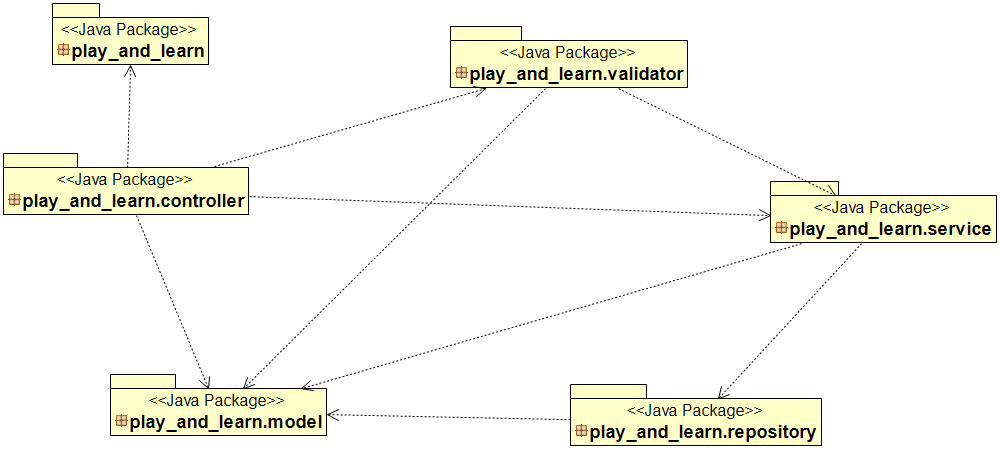 <<Java Package>>
play_and_learn
<<Java Package>>
play_and_learn.validator
<<Java Package>>
play_and_learn.controller
<<Java Package>>
play_and_learn.service
<<Java Package>>
play_and_learn.model
<<Java Package>>
play_and_learn.repository